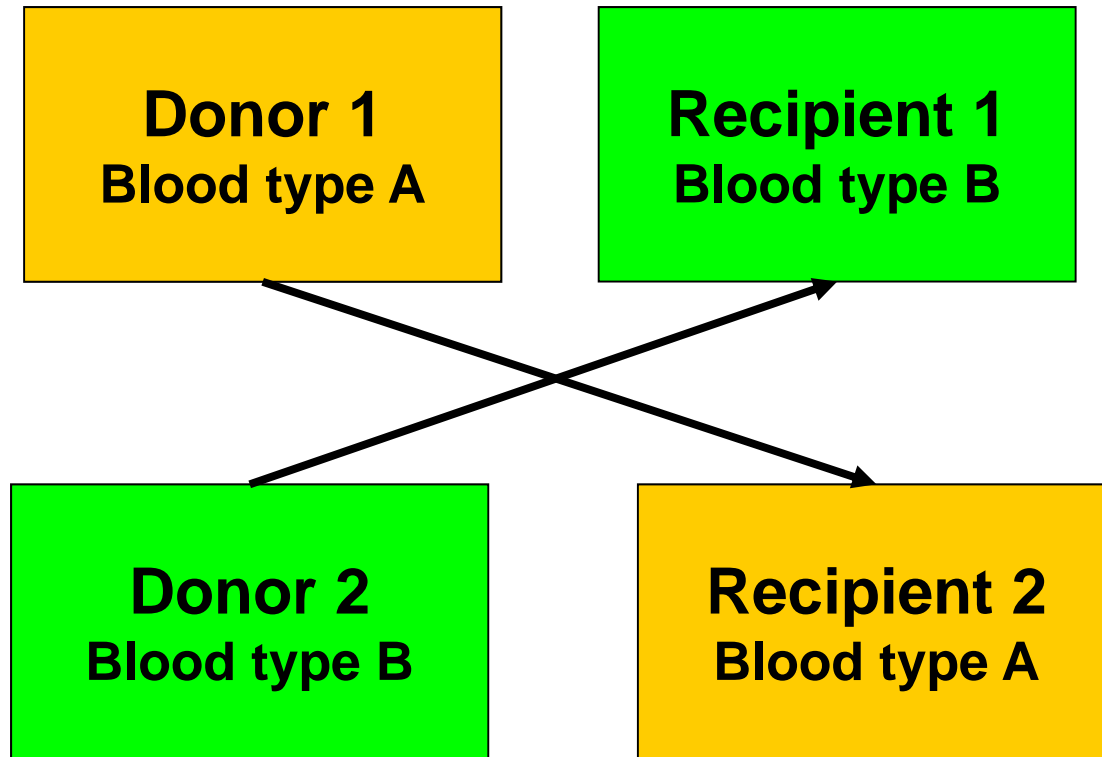 Donor 1
Blood type A
Recipient 1
Blood type B
Donor 2
Blood type B
Recipient 2
Blood type A